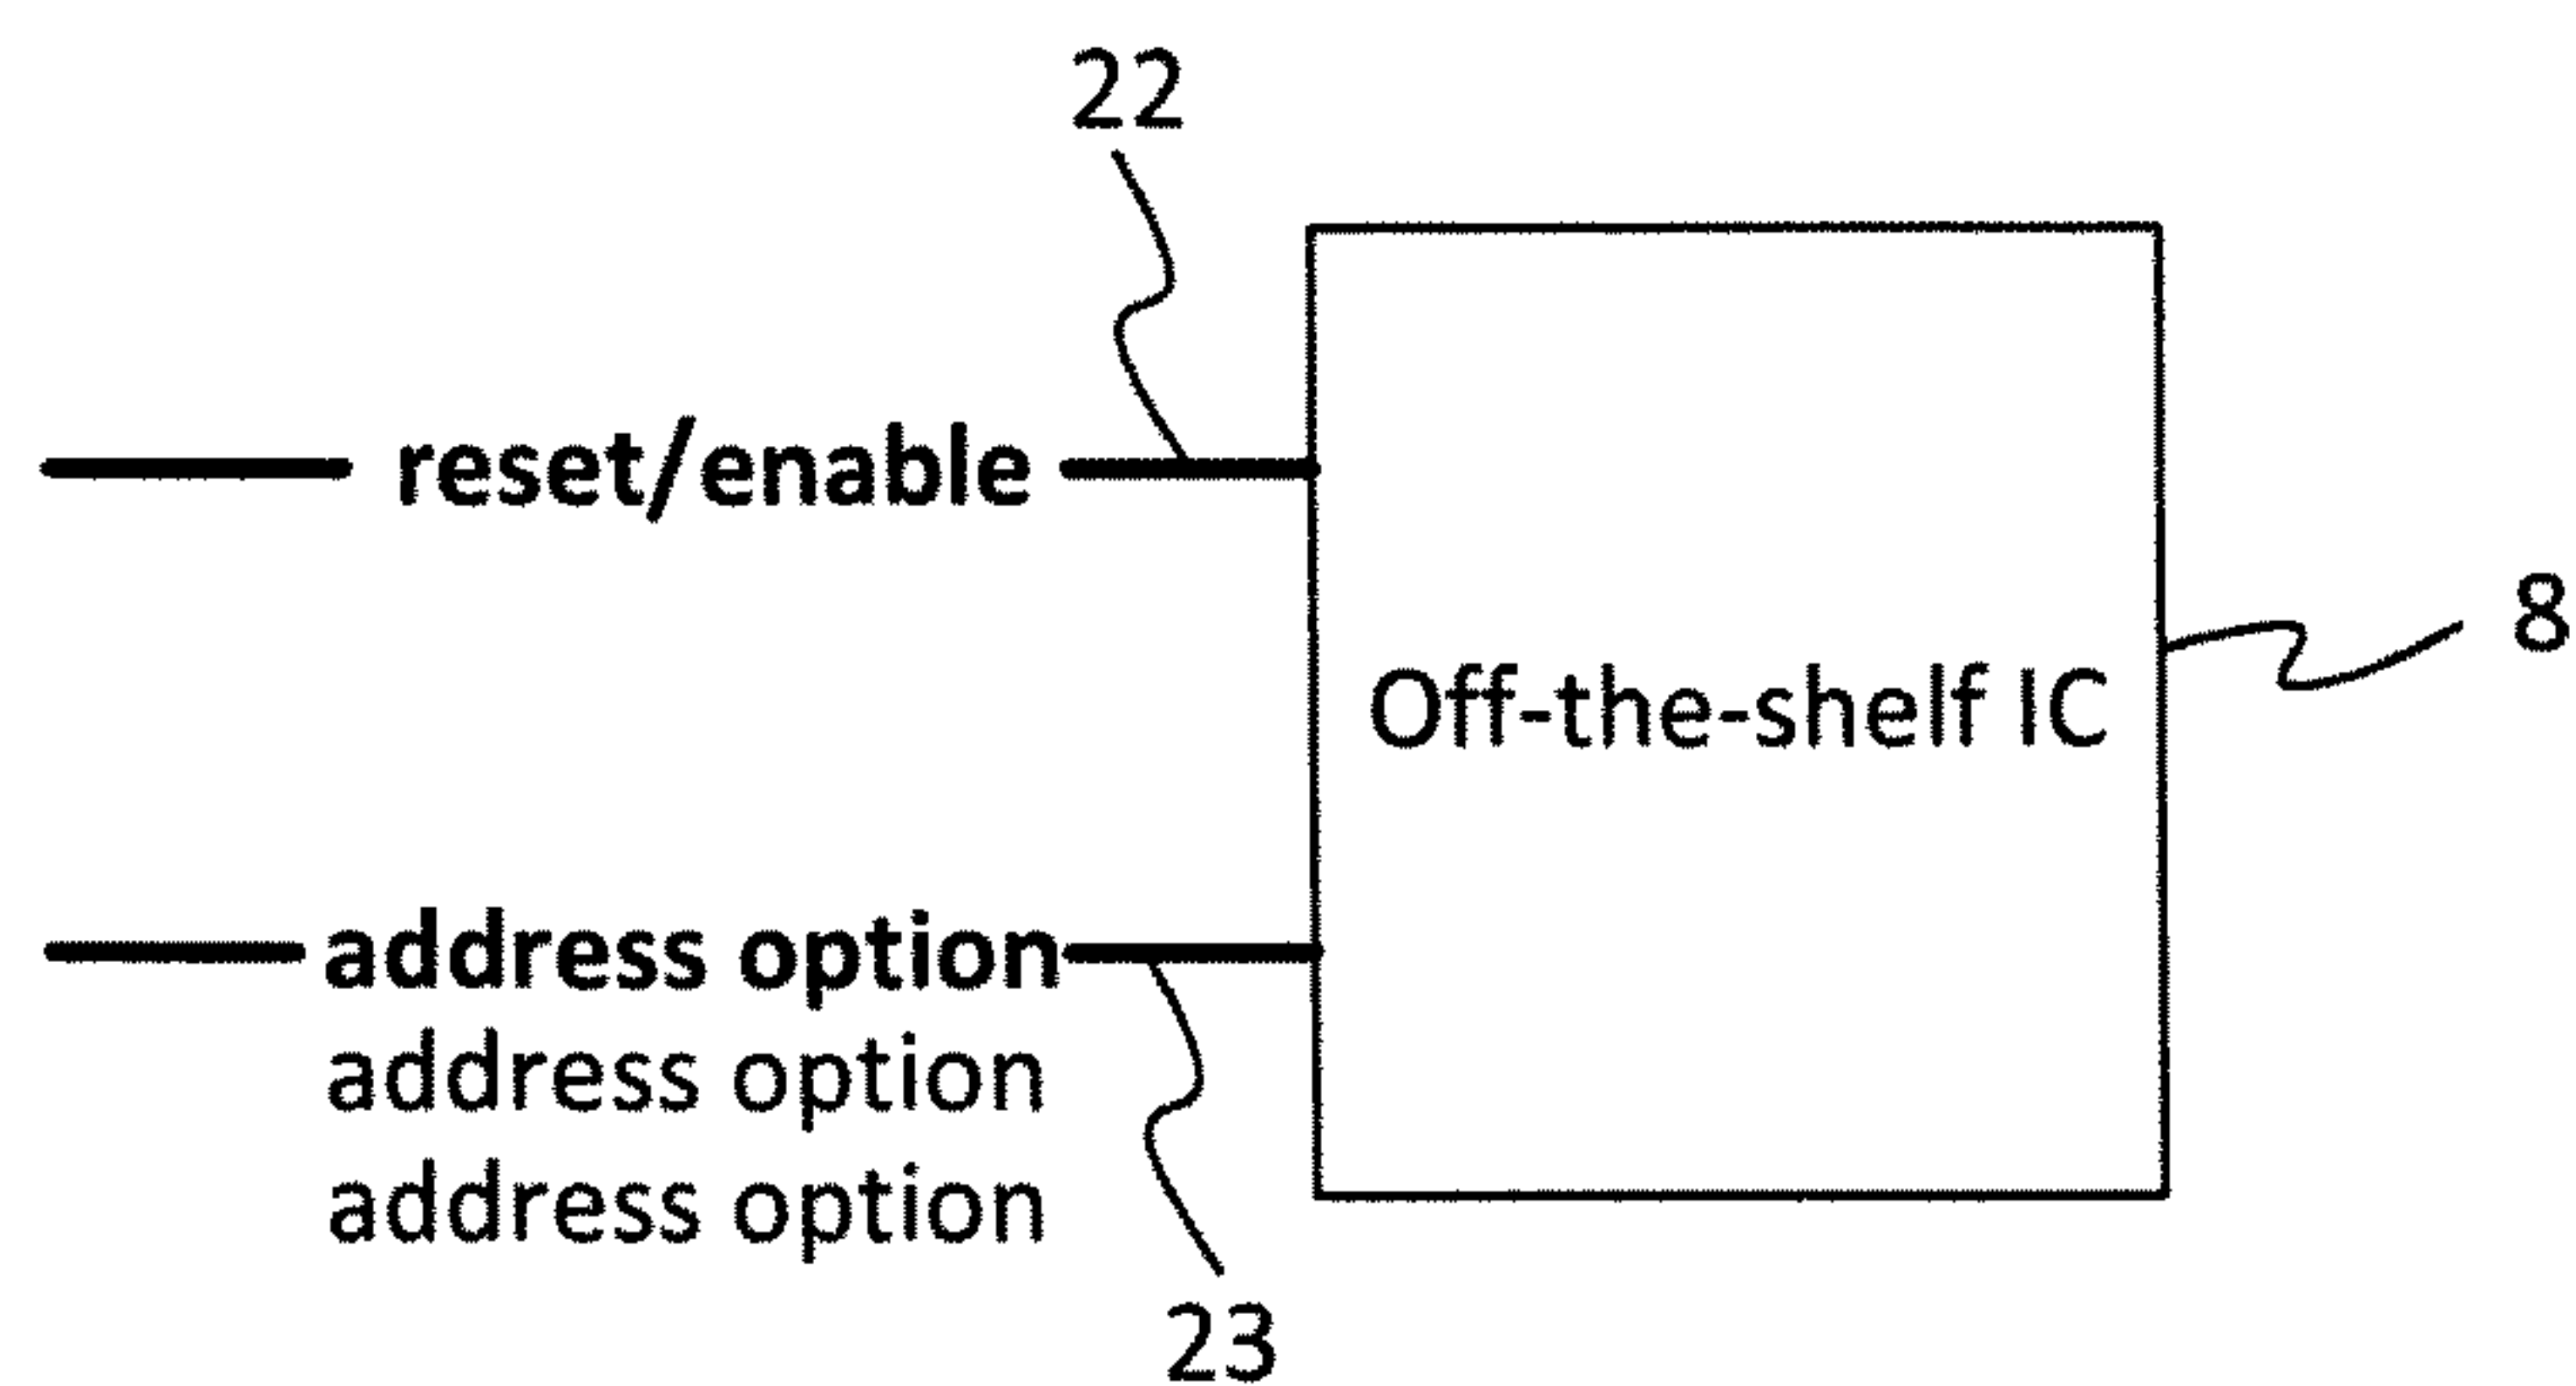 22
reset/enable
8
Off-the-shelf IC
address option
address option
address option
23